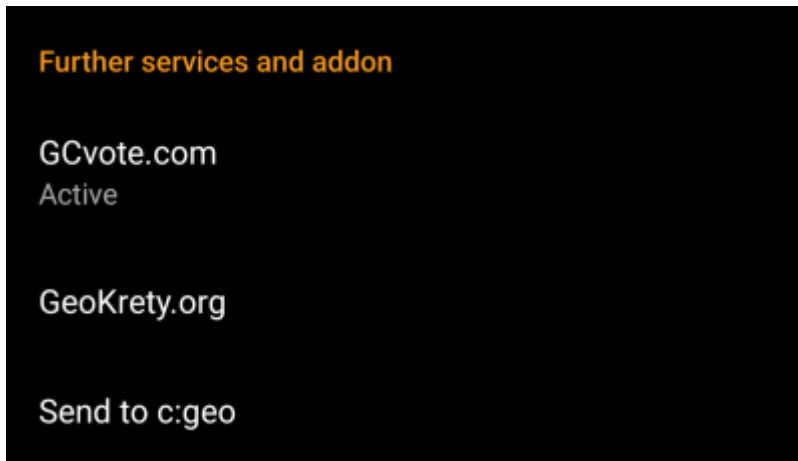 Further services and addon
GCvote.com
Active
GeoKrety.org
Send to c:geo